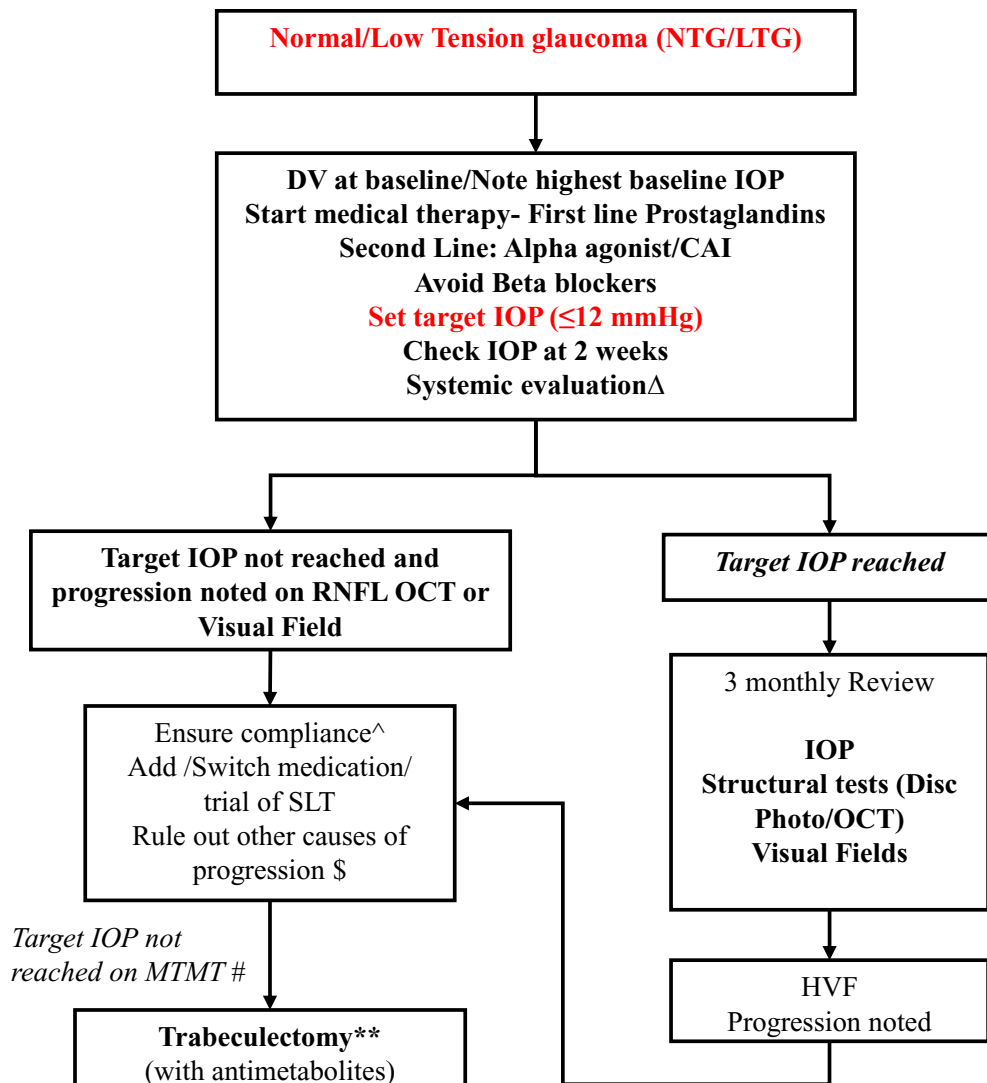 Normal/Low Tension glaucoma (NTG/LTG)
DV at baseline/Note highest baseline IOP
Start medical therapy- First line Prostaglandins
Second Line: Alpha agonist/CAI
Avoid Beta blockers
Set target IOP (≤12 mmHg)
Check IOP at 2 weeks
Systemic evaluation∆
Target IOP not reached and
progression noted on RNFL OCT or
Visual Field
Ensure compliance^
Add /Switch medication/
trial of SLT
Rule out other causes of
progression $
Target IOP not
reached on MTMT #
Trabeculectomy**
(with antimetabolites)
Target IOP reached
3 monthly Review
IOP
Structural tests (Disc
Photo/OCT)
Visual Fields
HVF
Progression noted